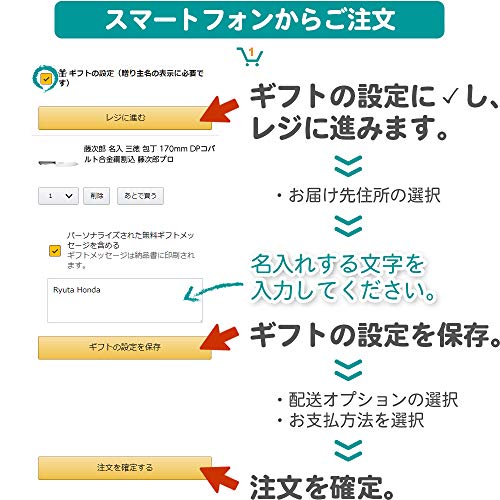 スマートフォンからご注文
1
ギフトの設定（贈り主名の表示に必要で
す）
レジに進む
ギフトの設定に✓し、
レジに進みます。
藤次郎 名入 三徳 包丁 170mm DPコバ
ルト合金鋼割込 藤次郎プロ
・お届け先住所の選択
1 削除 あとで買う
パーソナライズされた無料ギフトメッ
セージを含める
ギフトメッセージは納品書に印刷され
ます。
名入れする文字を
入力してください。
Ryuta Honda
ギフトの設定を保存
ギフトの設定を保存。
・配送オプションの選択
・お支払方法を選択
注文を確定する
注文を確定。